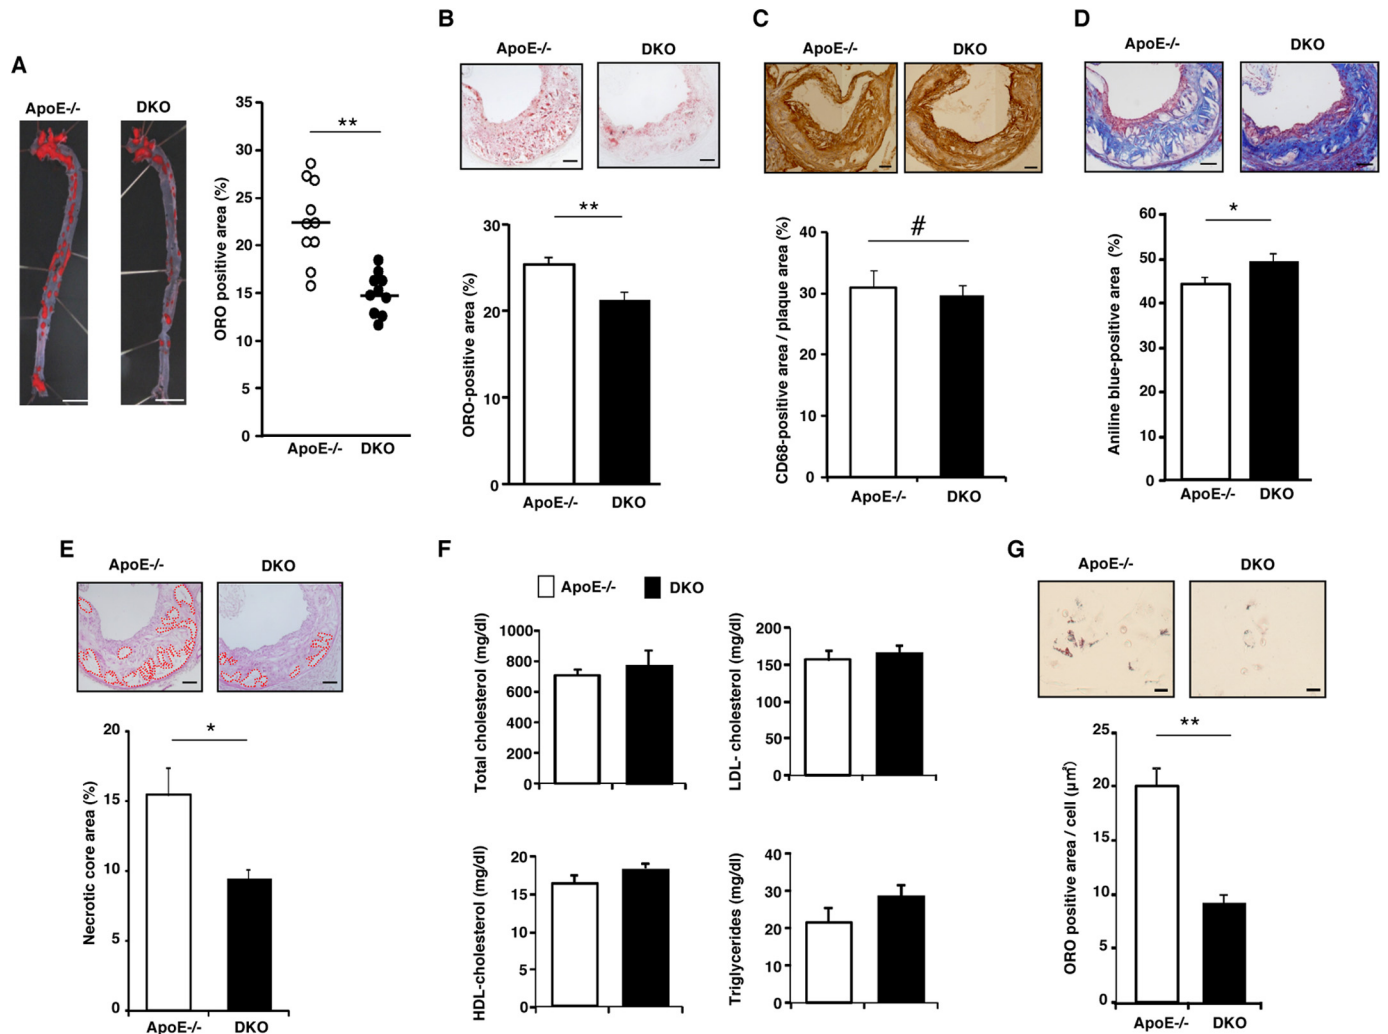 A
ApoE-/-
DKO
ORO positive area (%)
35
30
25
20
15
10
5
0
**
ApoE-/-
DKO
B
ApoE-/-
DKO
ORO-positive area (%)
30
20
10
0
**
ApoE-/-
DKO
C
ApoE-/-
DKO
CD68-positive area / plaque area (%)
40
30
20
10
0
#
ApoE-/-
DKO
D
ApoE-/-
DKO
Aniline blue-positive area (%)
60
50
40
30
20
10
0
*
ApoE-/-
DKO
E
ApoE-/-
DKO
Necrotic core area (%)
20
15
10
5
0
*
ApoE-/-
DKO
F
ApoE-/-
DKO
Total cholesterol (mg/dl)
1000
800
600
400
200
0
LDL- cholesterol (mg/dl)
200
150
100
50
0
HDL-cholesterol (mg/dl)
20
15
10
5
0
Triglycerides (mg/dl)
40
30
20
10
0
G
ApoE-/-
DKO
ORO positive area / cell (μm²)
25
20
15
10
5
0
**
ApoE-/-
DKO